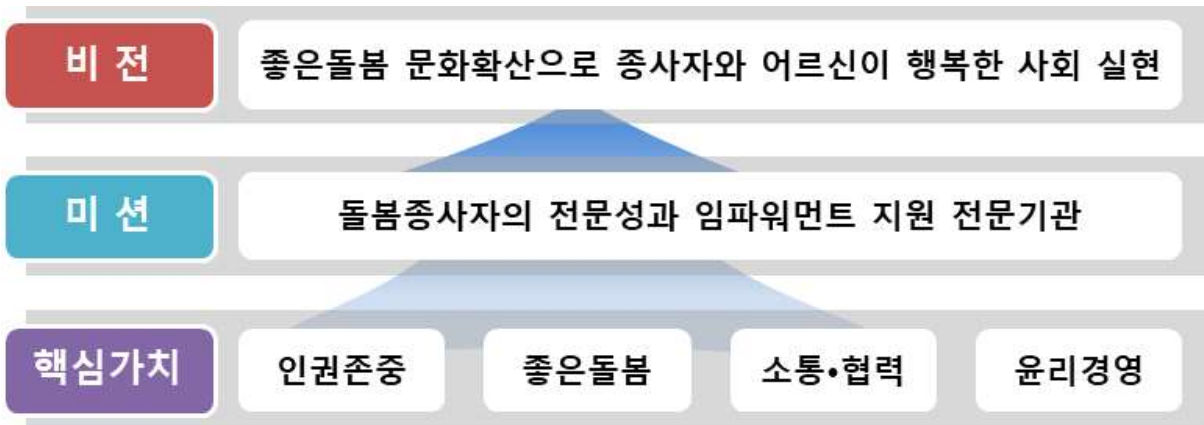 비 전
좋은돌봄 문화확산으로 종사자와 어르신이 행복한 사회 실현
미 션
돌봄종사자의 전문성과 임파워먼트 지원 전문기관
핵심가치
인권존중
좋은돌봄
소통•협력
윤리경영